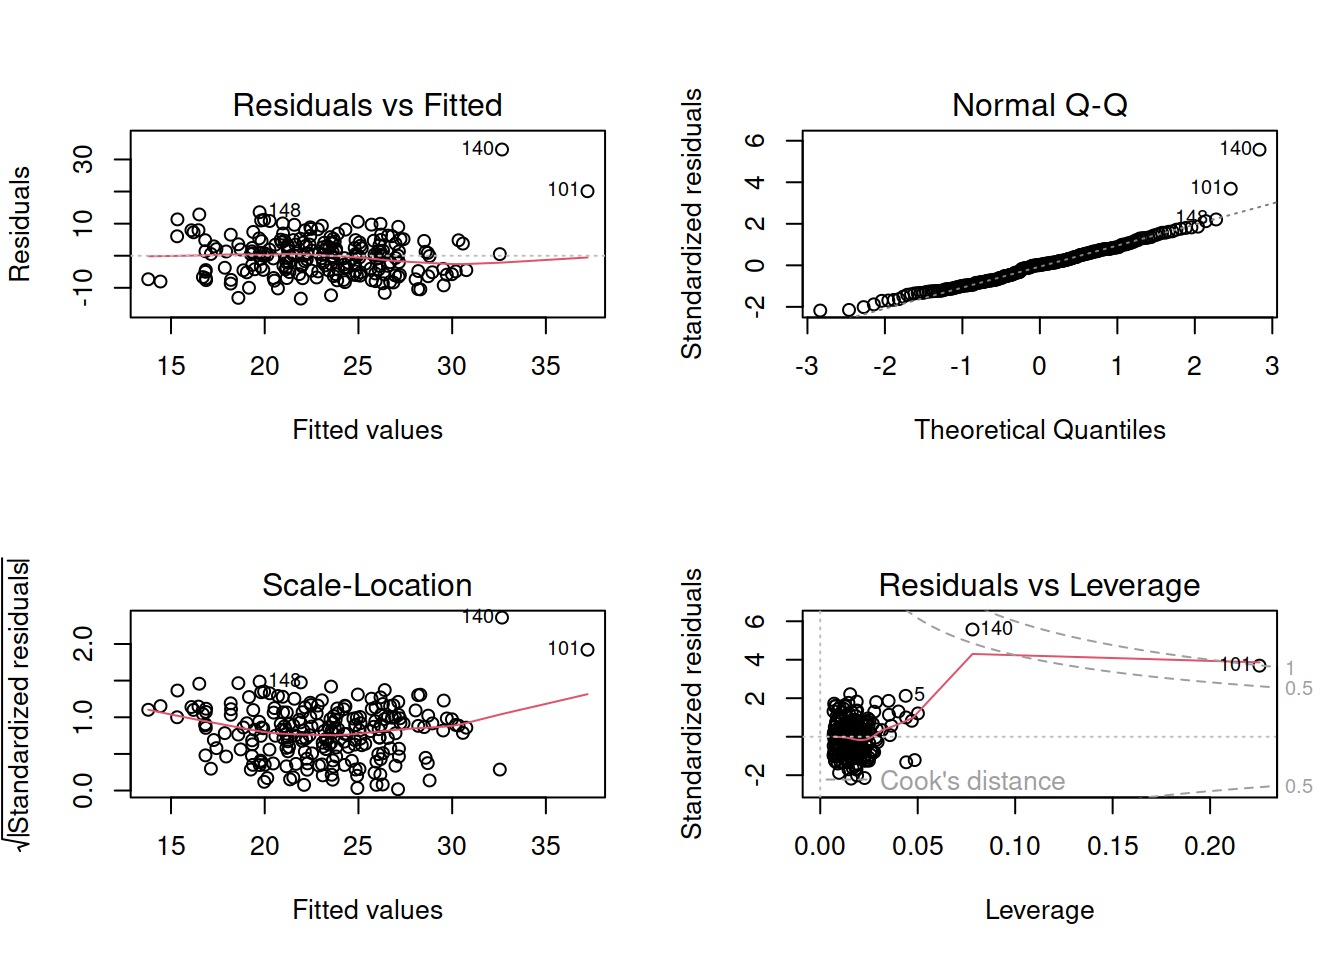 Residuals vs Fitted
Residuals
30
10
-10
140
101
148
15 20 25 30 35
Fitted values
Normal Q-Q
Standardized residuals
6
4
2
0
-2
140
101
148
-3 -2 -1 0 1 2 3
Theoretical Quantiles
Scale-Location
√|Standardized residuals|
2.0
1.0
0.0
140
101
148
15 20 25 30 35
Fitted values
Residuals vs Leverage
Standardized residuals
6
4
2
-2
140
101
5
1
0.5
0.5
Cook's distance
0.00 0.05 0.10 0.15 0.20
Leverage